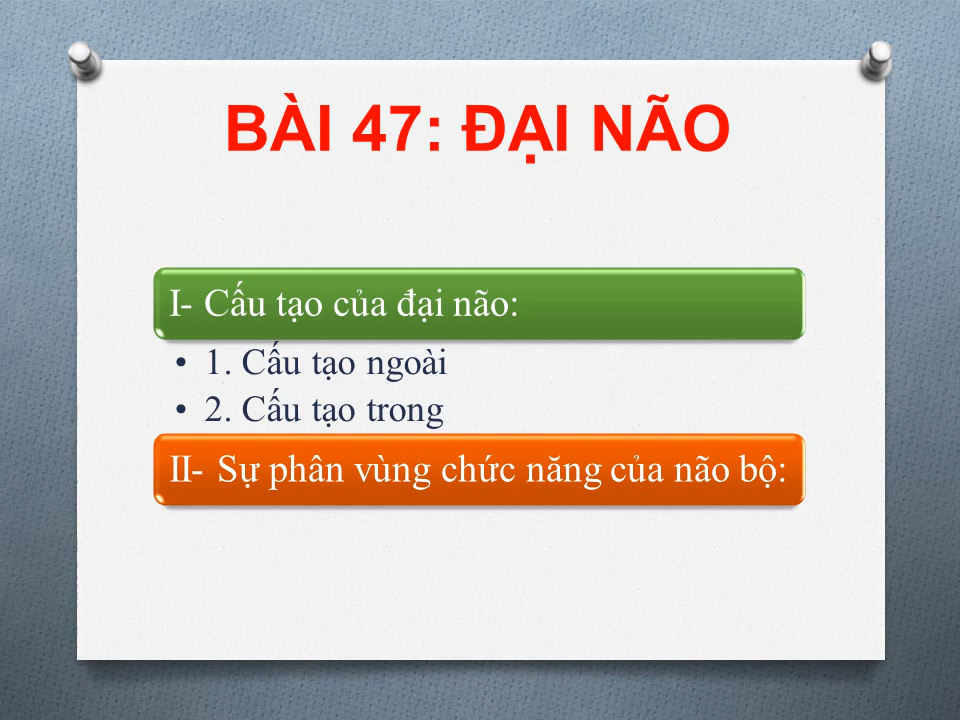 BÀI 47: ĐẠI NÃO
I- Cấu tạo của đại não:
• 1. Cấu tạo ngoài
• 2. Cấu tạo trong
II- Sự phân vùng chức năng của não bộ: